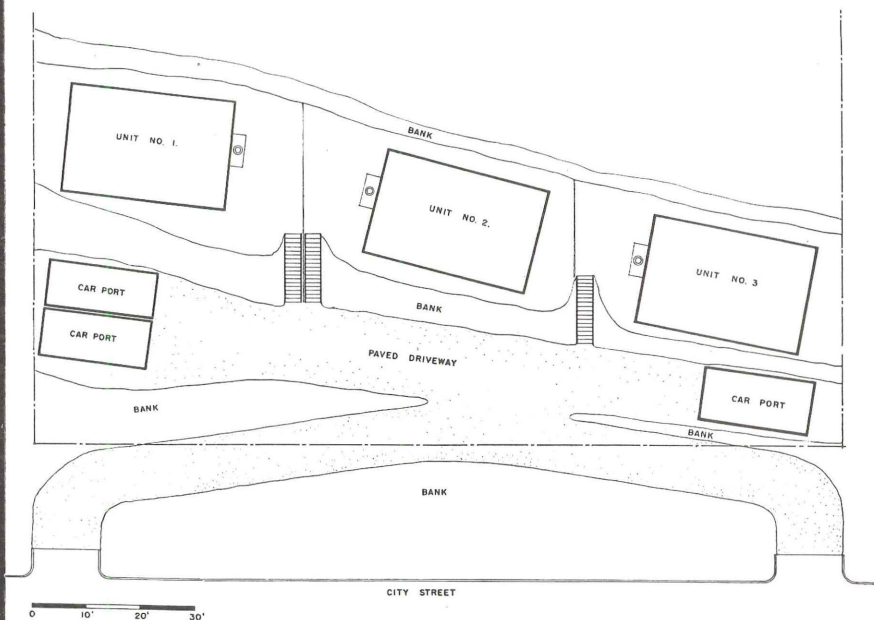 BANK
UNIT NO. 1.
UNIT NO. 2.
UNIT NO. 3
CAR PORT
BANK
CAR PORT
PAVED DRIVEWAY
CAR PORT
BANK
BANK
BANK
CITY STREET
0 10' 20' 30'